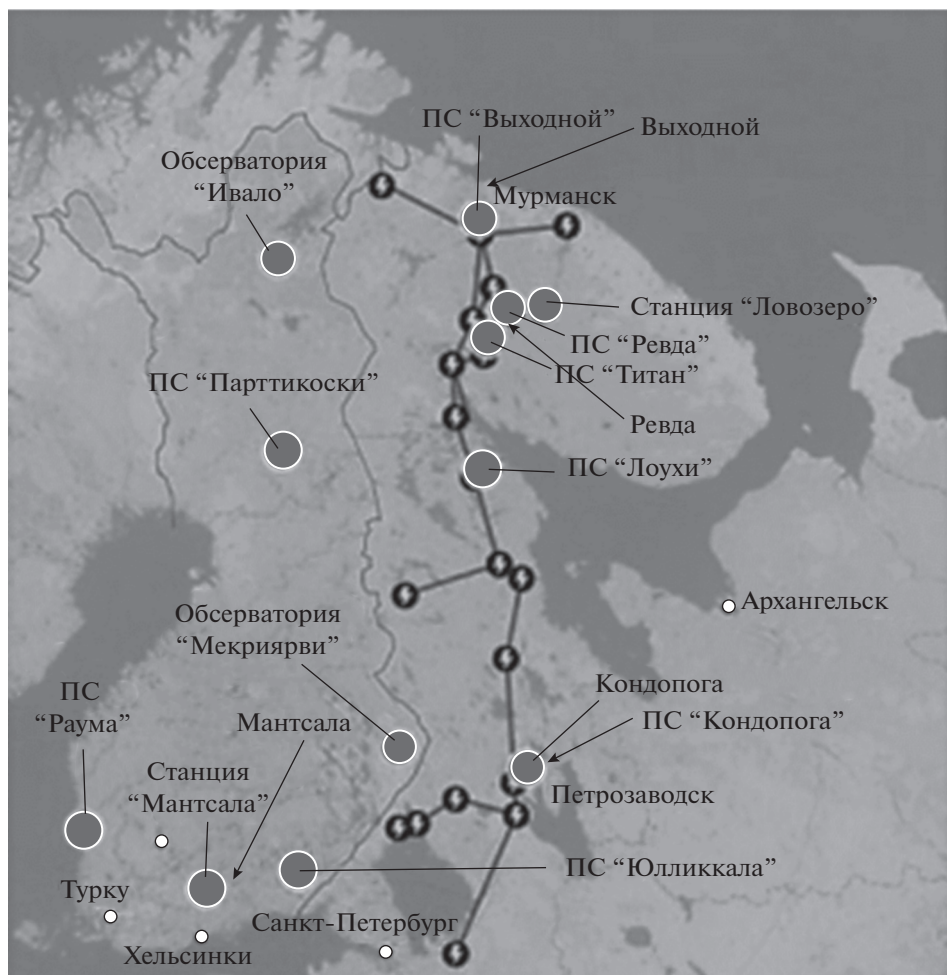 ПС “Выходной”
Выходной
Обсерватория
“Ивало”
Мурманск
Станция “Ловозеро”
ПС “Ревда”
ПС “Титан”
ПС “Парттикоски”
Ревда
ПС “Лоухи”
Архангельск
Обсерватория
“Мекриярви”
Кондопога
ПС
“Раума”
Мантсала
ПС “Кондопога”
Станция
“Мантсала”
Петрозаводск
ПС “Юлликкала”
Турку
Санкт-Петербург
Хельсинки